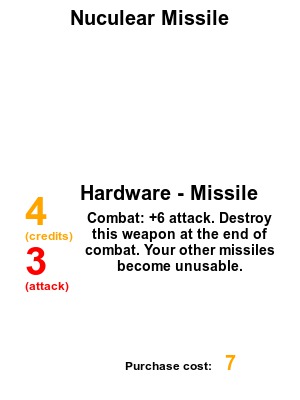 Nuculear Missile
Hardware - Missile
4
(credits)
3
(attack)
Combat: +6 attack. Destroy
this weapon at the end of
combat. Your other missiles
become unusable.
Purchase cost: 7